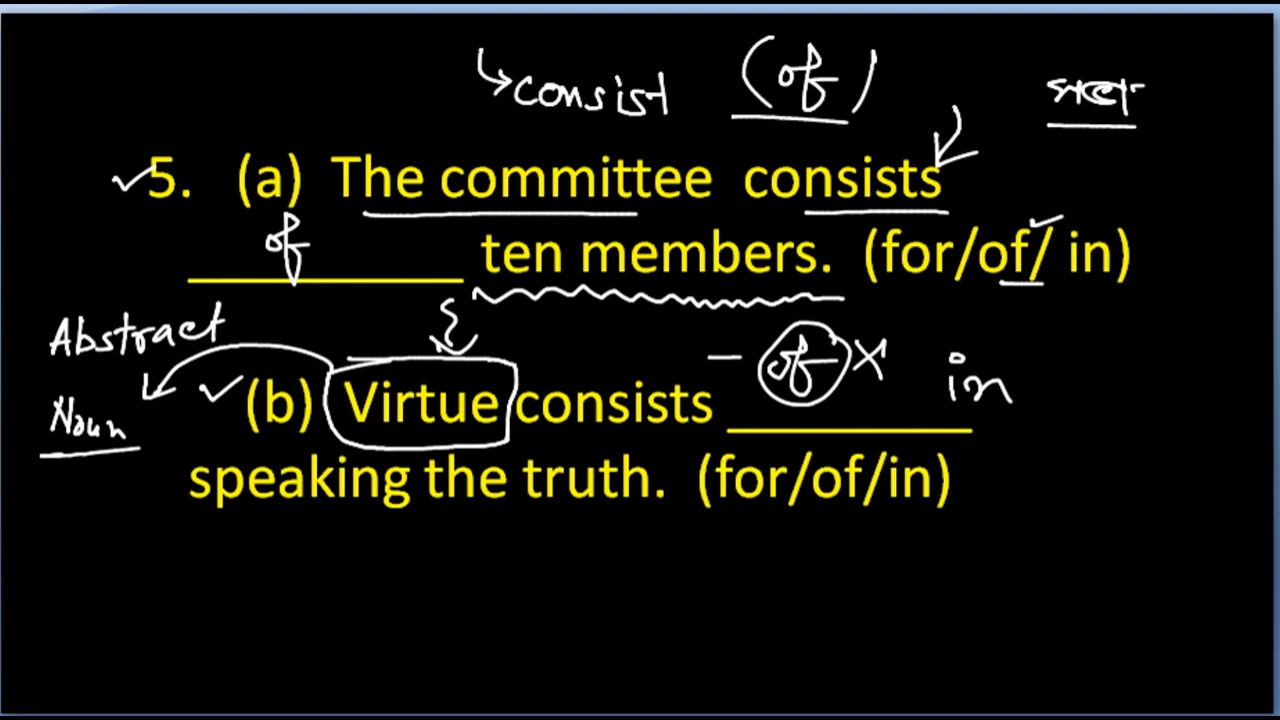 consist (of)
5. (a) The committee consists
of ten members. (for/of/ in)
Abstract
Noun
- of × in
(b) Virtue consists
speaking the truth. (for/of/in)